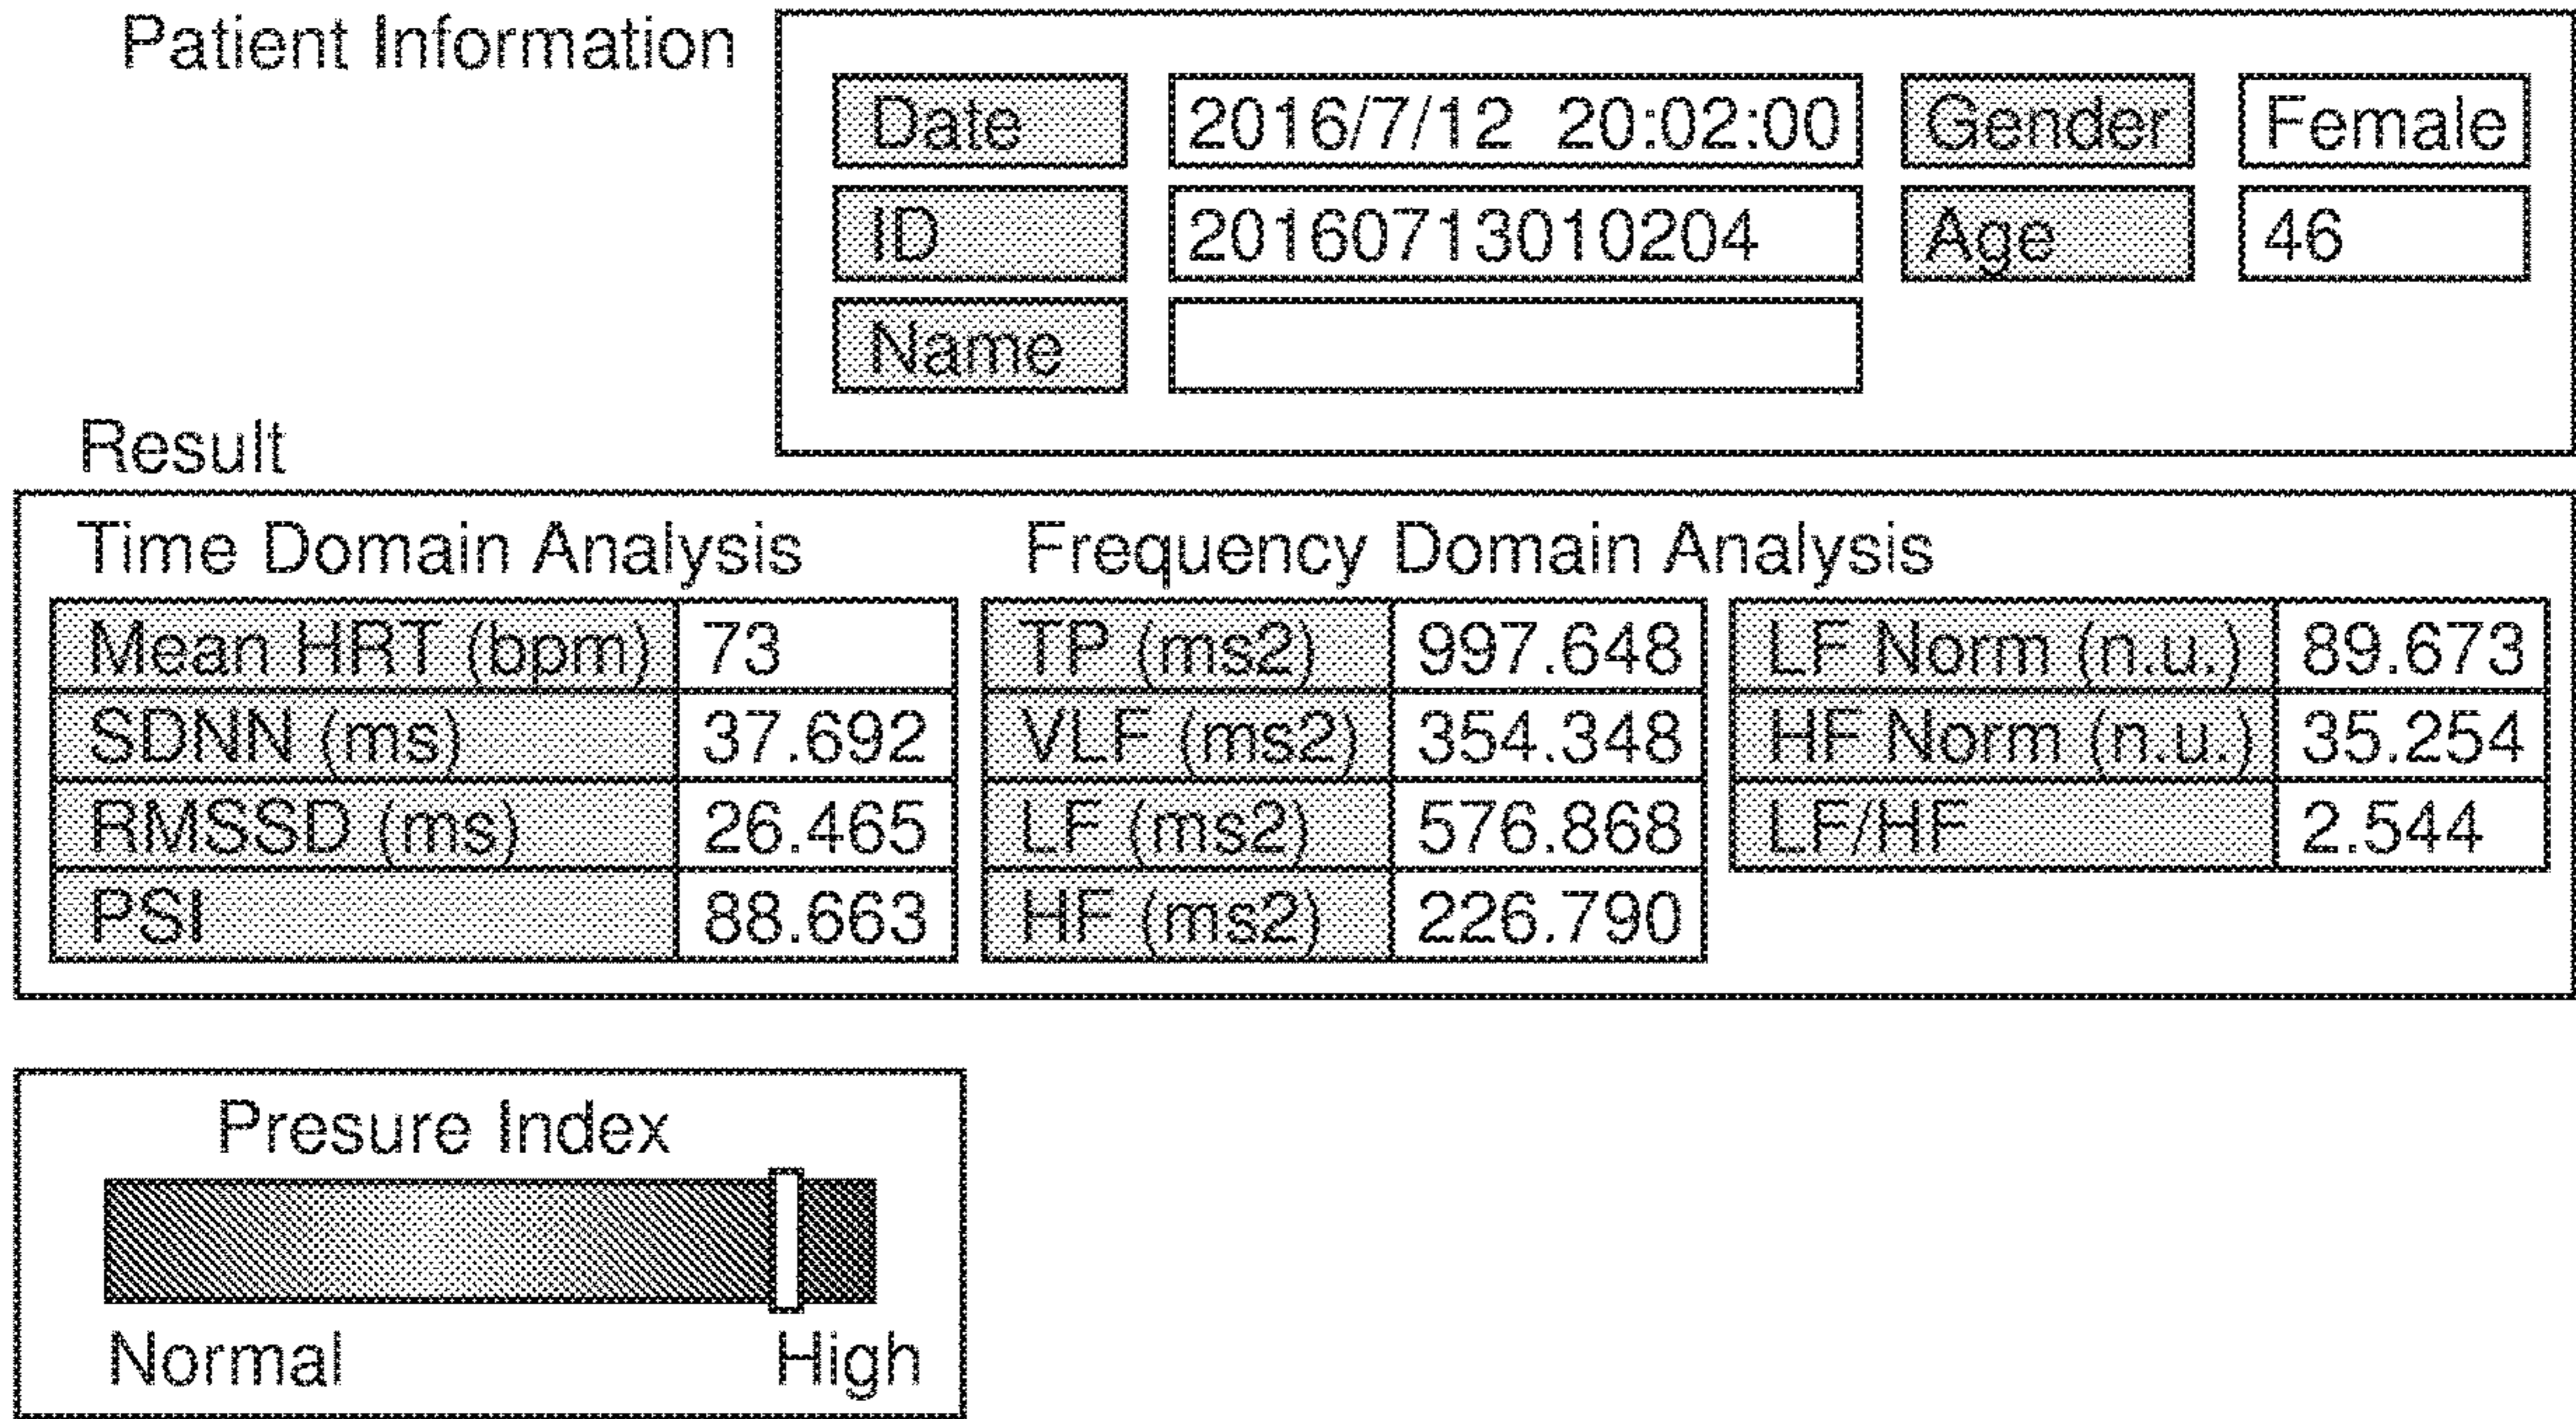 Patient Information
Date 2016/7/12 20:02:00 Gender Female
ID 20160713010204 Age 46
Name
Result
Time Domain Analysis Frequency Domain Analysis
Mean HRT (bpm) 73 TP (ms2) 997.648 LF Norm (n.u.) 89.673
SDNN (ms) 37.692 VLF (ms2) 354.348 HF Norm (n.u.) 35.254
RMSSD (ms) 26.465 LF (ms2) 576.868 LF/HF 2.544
PSI 88.663 HF (ms2) 226.790
Presure Index
Normal High